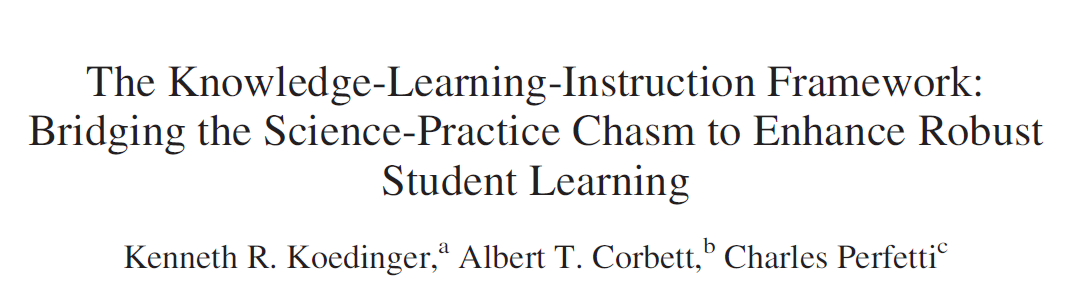 The Knowledge-Learning-Instruction Framework:
Bridging the Science-Practice Chasm to Enhance Robust
Student Learning
Kenneth R. Koedinger,a Albert T. Corbett,b Charles Perfettic